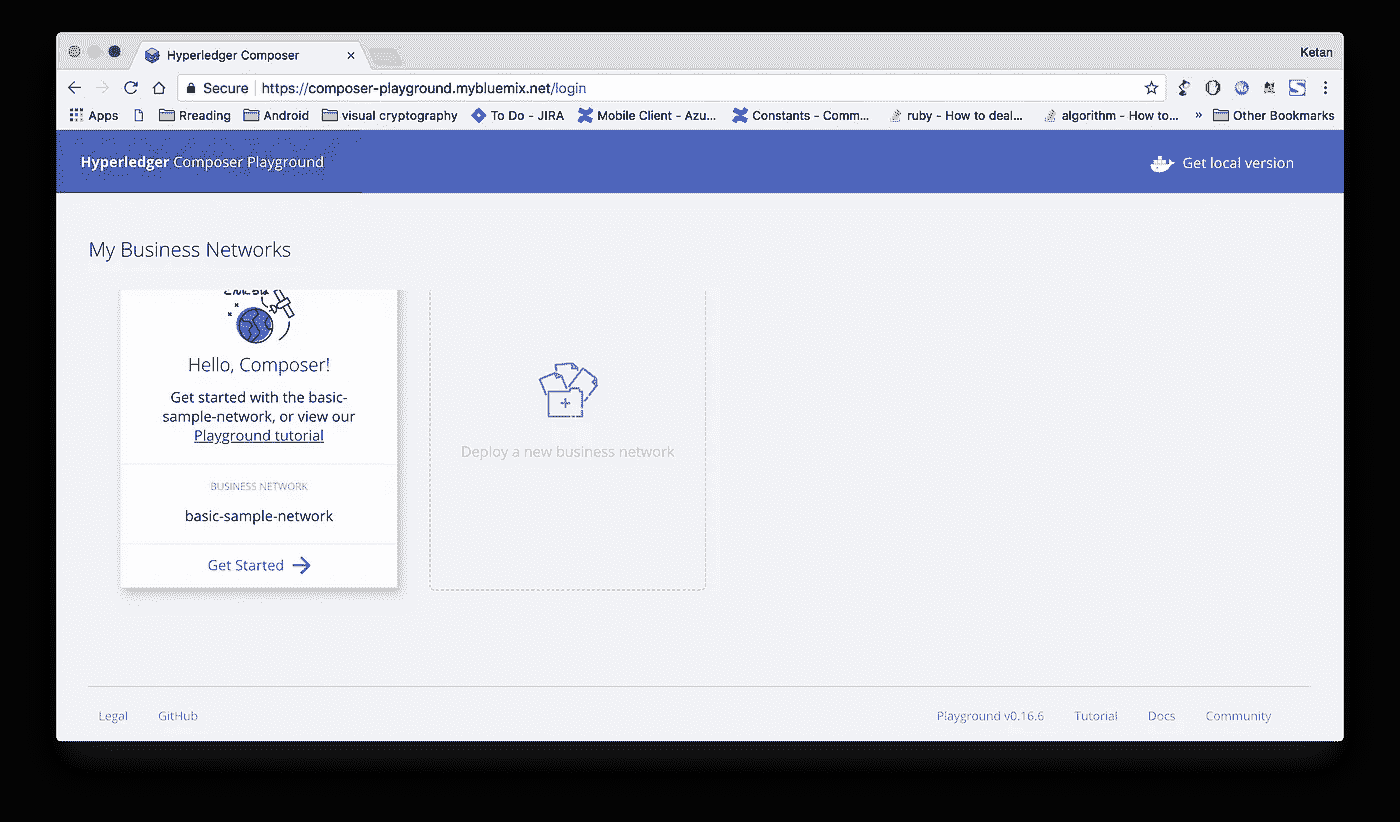 Hyperledger Composer
Ketan
Secure https://composer-playground.mybluemix.net/login
Apps Rreading Android visual cryptography To Do - JIRA Mobile Client - Azu... Constants - Comm... ruby - How to deal... algorithm - How to... » Other Bookmarks
Hyperledger Composer Playground
Get local version
My Business Networks
Hello, Composer!
Get started with the basic-
sample-network, or view our
Playground tutorial
BUSINESS NETWORK
basic-sample-network
Get Started
Deploy a new business network
Legal GitHub Playground v0.16.6 Tutorial Docs Community